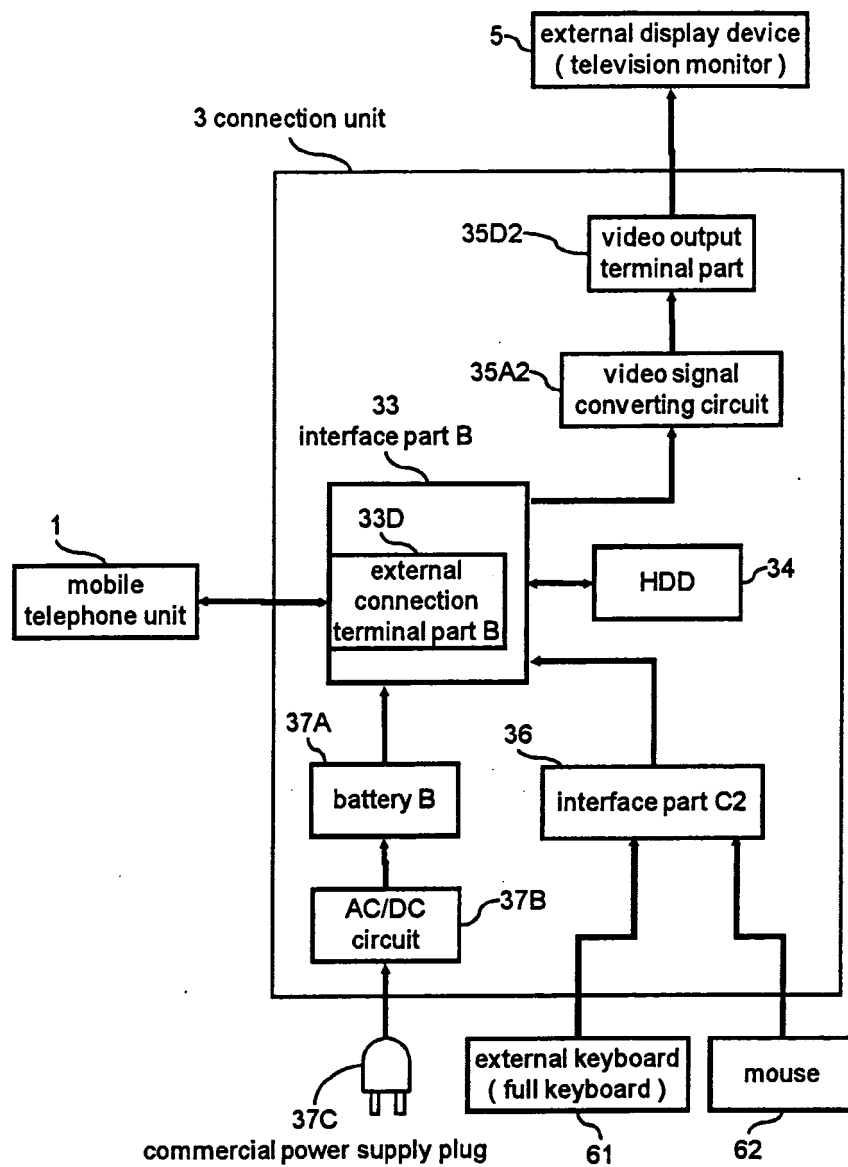 5
external display device
( television monitor )
3 connection unit
35D2
video output
terminal part
35A2
video signal
converting circuit
33
interface part B
33D
external
connection
terminal part B
1
mobile
telephone unit
HDD
34
37A
battery B
36
interface part C2
AC/DC
circuit
37B
37C
commercial power supply plug
external keyboard
( full keyboard )
61
mouse
62